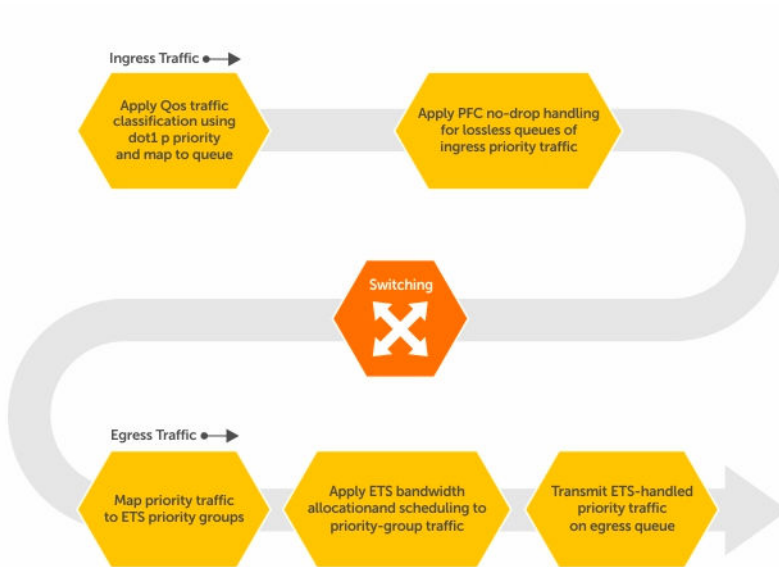 Ingress Traffic
Apply Qos traffic
classification using
dot1 p priority
and map to queue
Apply PFC no-drop handling
for lossless queues of
ingress priority traffic
Switching
Egress Traffic
Map priority traffic
to ETS priority groups
Apply ETS bandwidth
allocationand scheduling to
priority-group traffic
Transmit ETS-handled
priority traffic
on egress queue